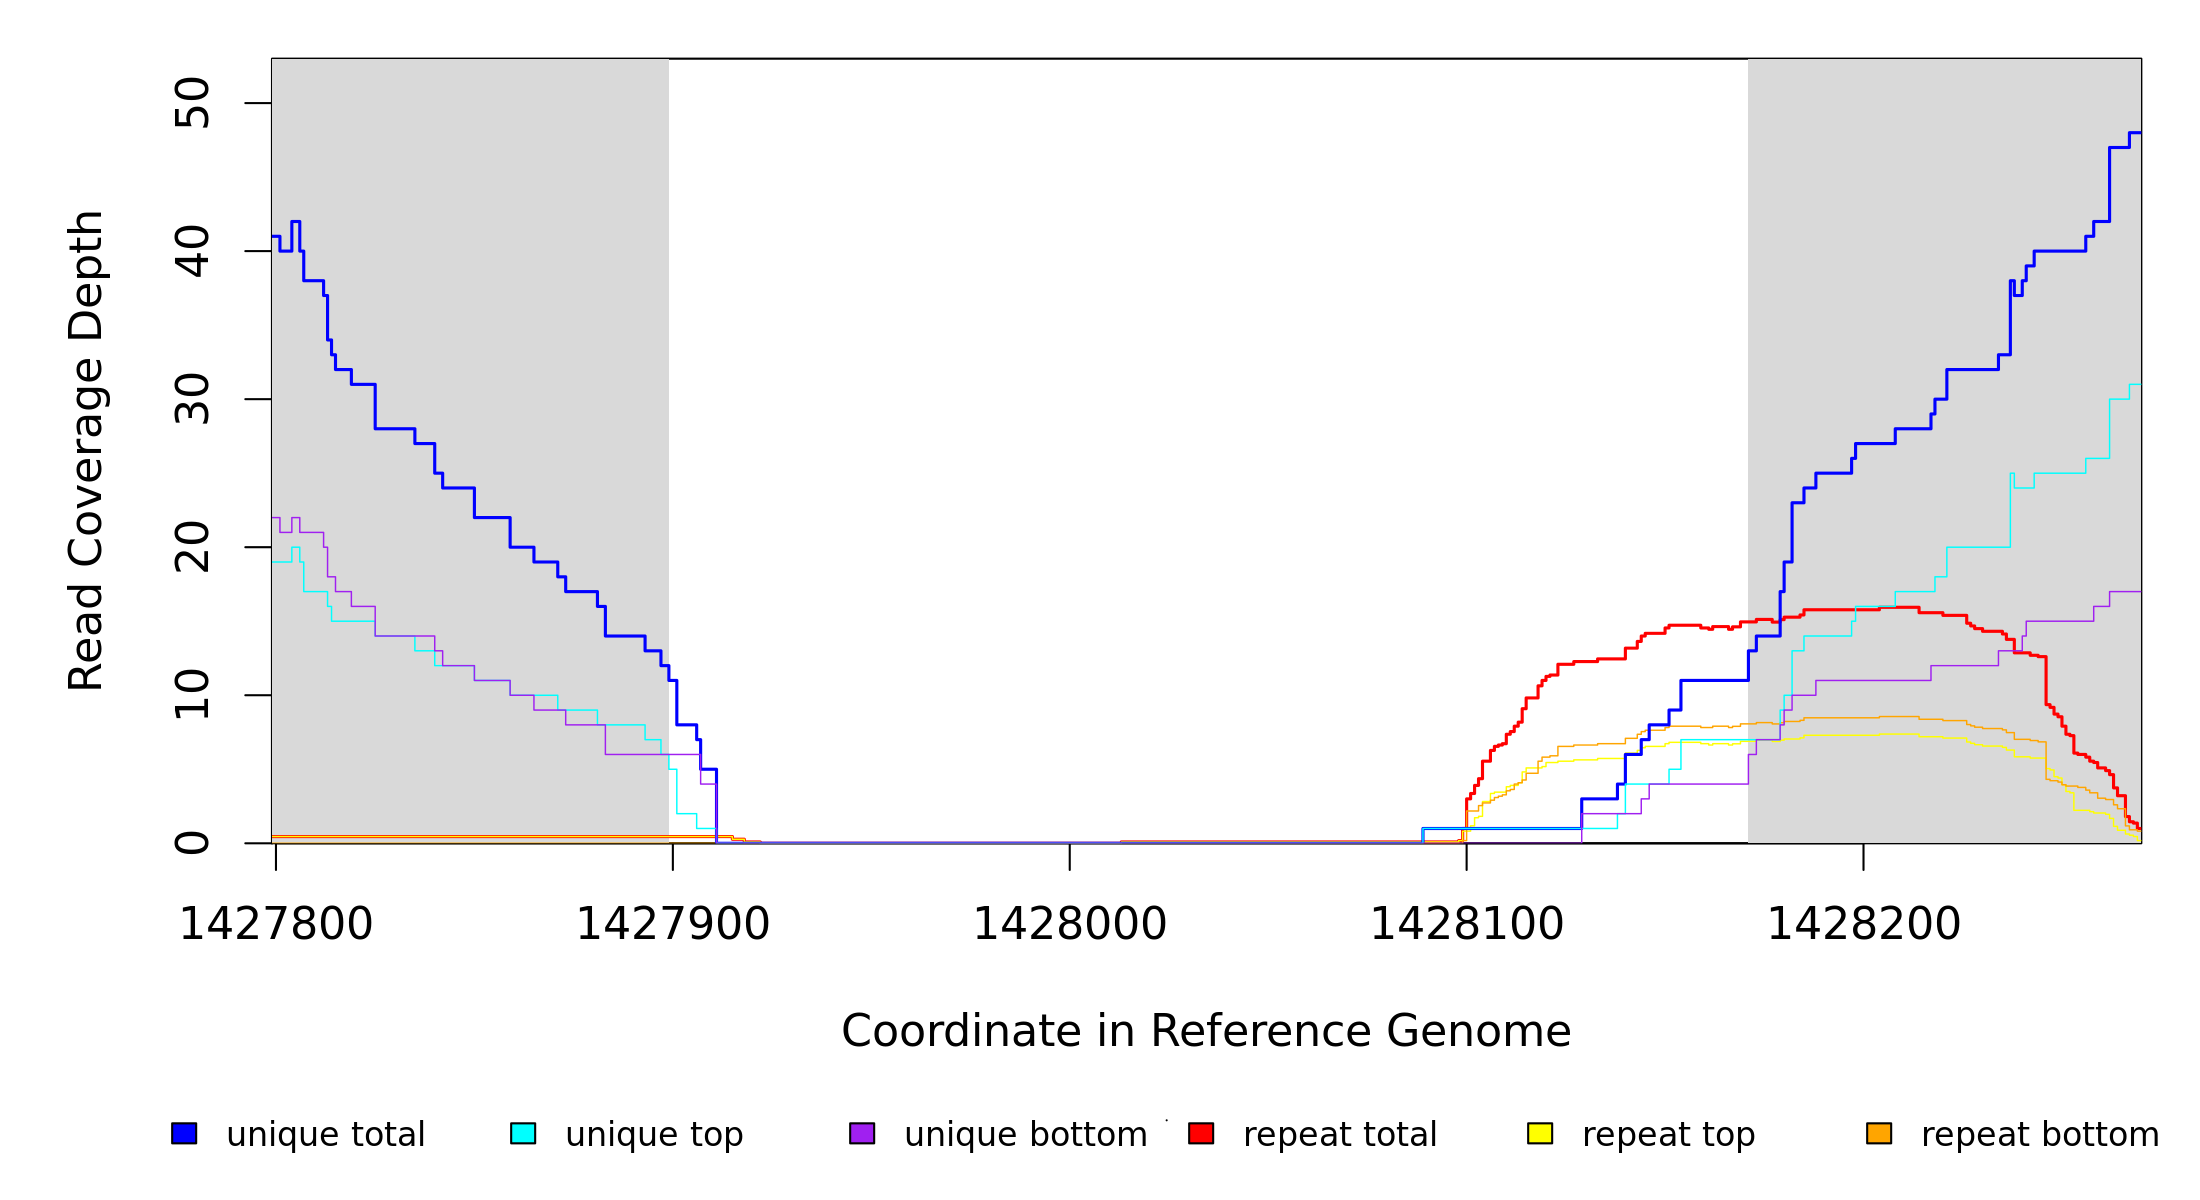 Read Coverage Depth
50
40
30
20
10
0
1427800 1427900 1428000 1428100 1428200
Coordinate in Reference Genome
unique total unique top unique bottom repeat total repeat top repeat bottom